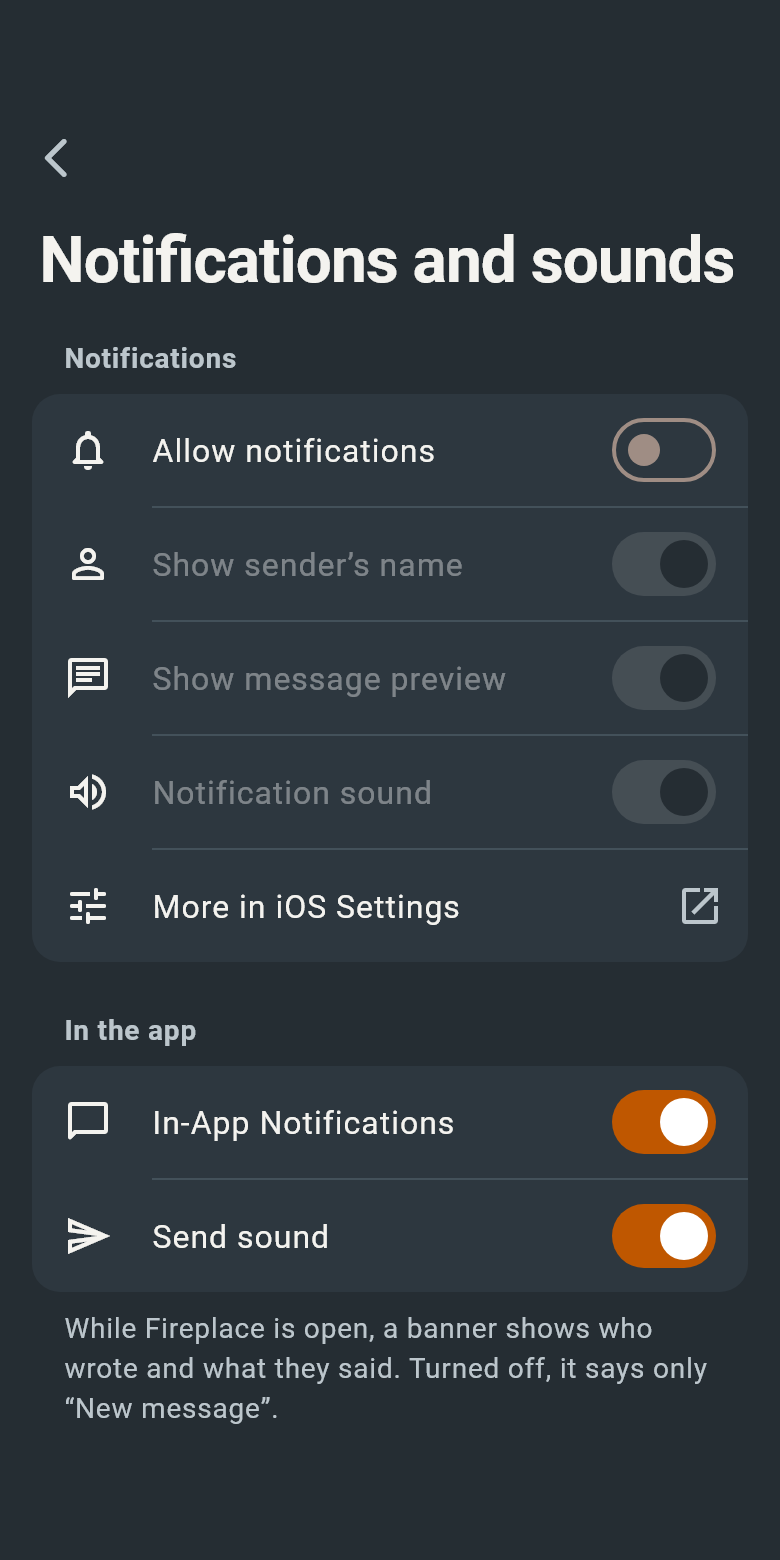 Notifications and sounds
Notifications
Allow notifications
Show sender’s name
Show message preview
Notification sound
More in iOS Settings
In the app
In-App Notifications
Send sound
While Fireplace is open, a banner shows who
wrote and what they said. Turned off, it says only
“New message”.